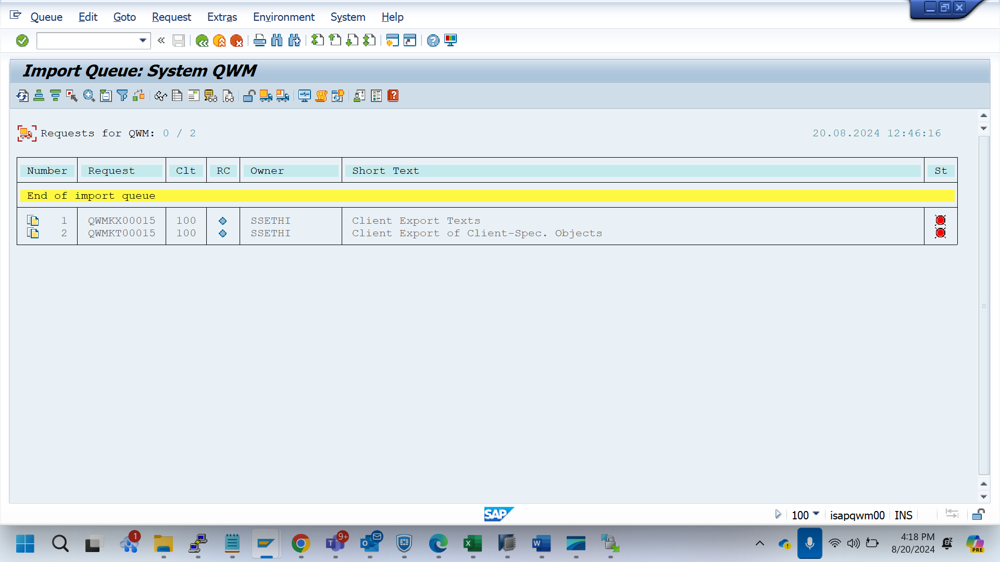 Queue Edit Goto Request Extras Environment System Help
Import Queue: System QWM
Requests for QWM: 0 / 2 20.08.2024 12:46:16
Number Request Clt RC Owner Short Text St
End of import queue
1 QWMKX00015 100 SSETHI Client Export Texts
2 QWMKT00015 100 SSETHI Client Export of Client-Spec. Objects
SAP 100 isapqwm00 INS
1 9+ 4:18 PM
8/20/2024 PRE